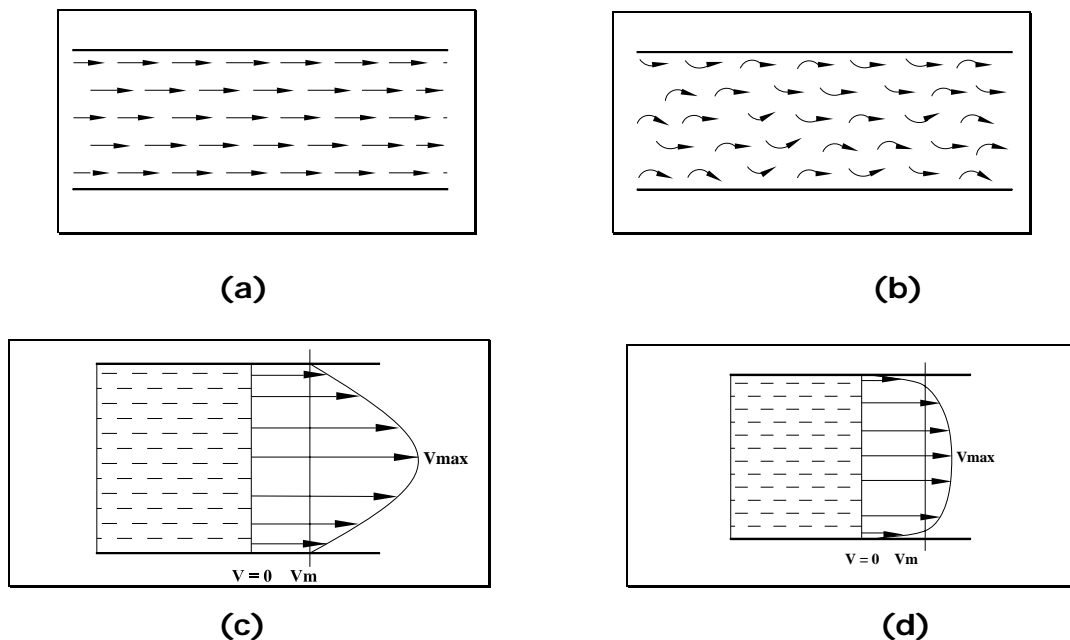 (a)
(b)
Vmax
V = 0 Vm
(c)
Vmax
V = 0 Vm
(d)